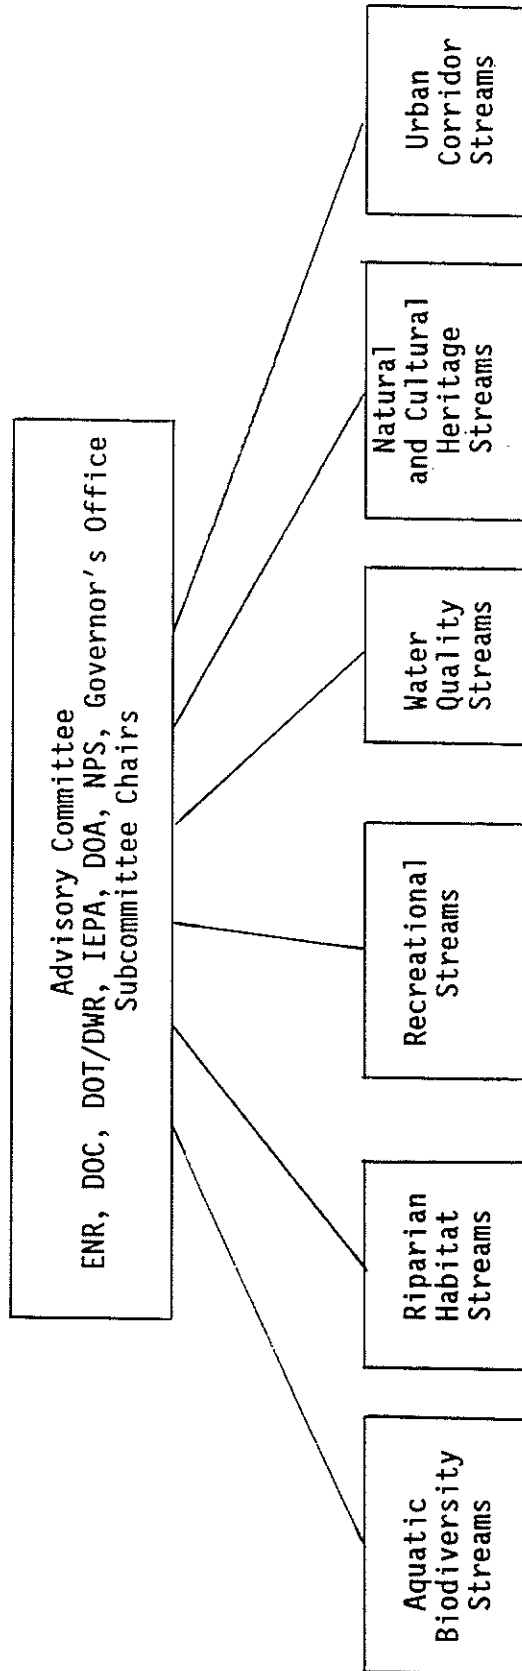 Advisory Committee
ENR, DOC, DOT/DWR, IEPA, DOA, NPS, Governor's Office
Subcommittee Chairs
Aquatic
Biodiversity
Streams
Riparian
Habitat
Streams
Recreational
Streams
Water
Quality
Streams
Natural
and Cultural
Heritage
Streams
Urban
Corridor
Streams